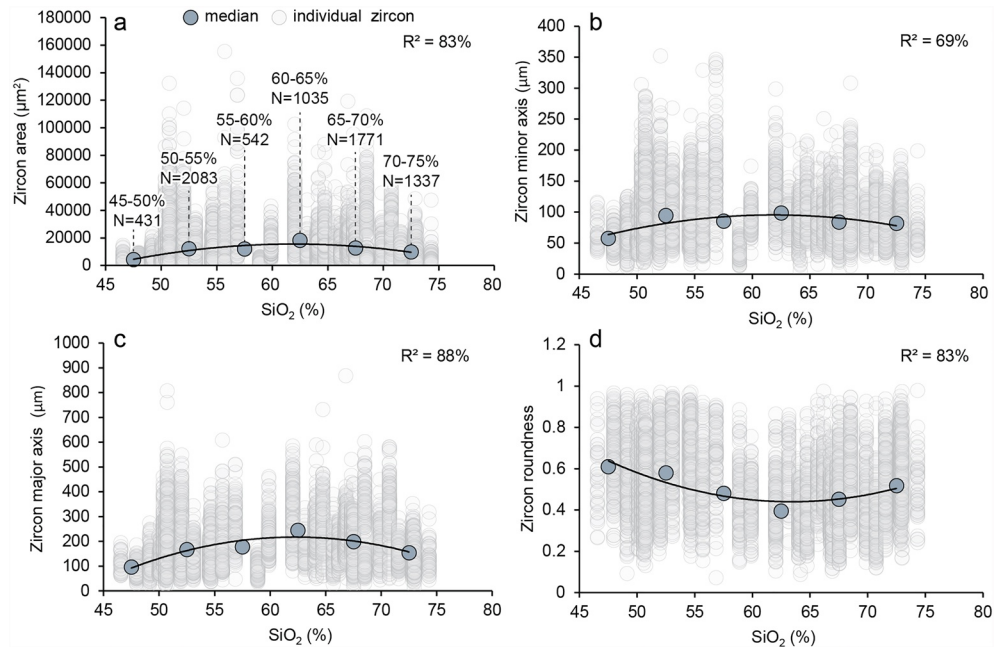 median individual zircon
a
R² = 83%
180000
160000
140000
120000
100000
80000
60000
40000
20000
0
60-65%
N=1035
55-60%
N=542
65-70%
N=1771
50-55%
N=2083
70-75%
N=1337
45-50%
N=431
45 50 55 60 65 70 75 80
SiO₂ (%)
Zircon area (µm²)
b
R² = 69%
400
350
300
250
200
150
100
50
0
45 50 55 60 65 70 75 80
SiO₂ (%)
Zircon minor axis (µm)
c
R² = 88%
1000
900
800
700
600
500
400
300
200
100
0
45 50 55 60 65 70 75 80
SiO₂ (%)
Zircon major axis (µm)
d
R² = 83%
1.2
1
0.8
0.6
0.4
0.2
0
45 50 55 60 65 70 75 80
SiO₂ (%)
Zircon roundness